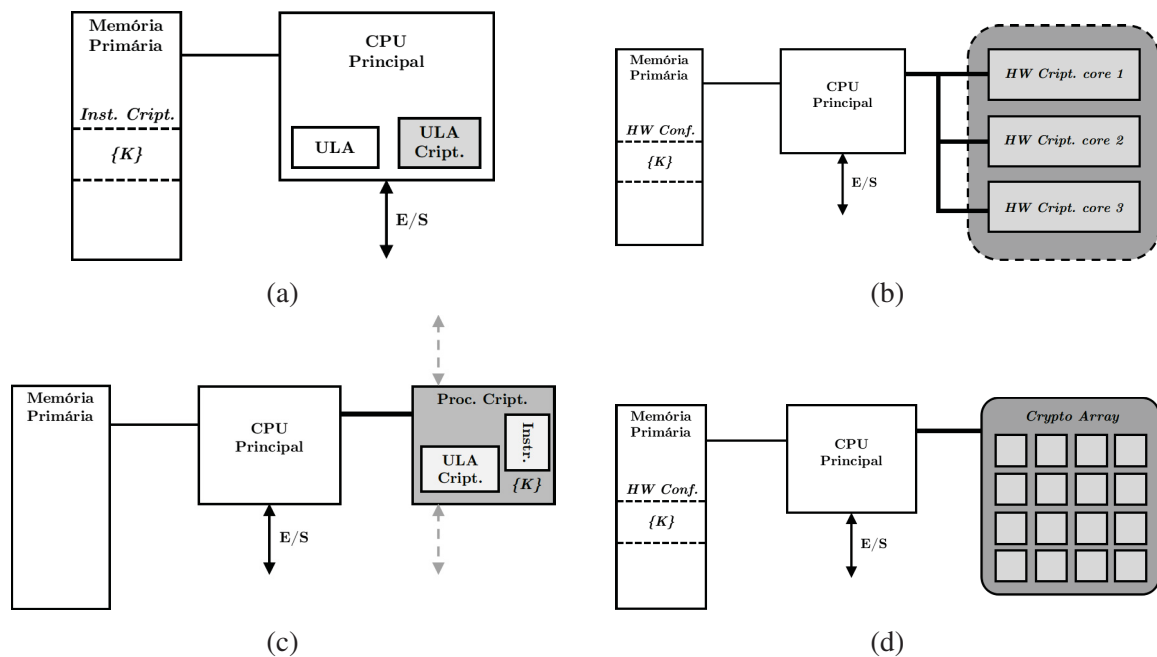 Memória
Primária
Inst. Cript.
{K}
CPU
Principal
ULA
ULA
Cript.
E/S
(a)
Memória
Primária
HW Conf.
{K}
CPU
Principal
E/S
HW Cript. core 1
HW Cript. core 2
HW Cript. core 3
(b)
Memória
Primária
CPU
Principal
E/S
Proc. Cript.
ULA
Cript.
Instr.
{K}
(c)
Memória
Primária
HW Conf.
{K}
CPU
Principal
E/S
Crypto Array
(d)